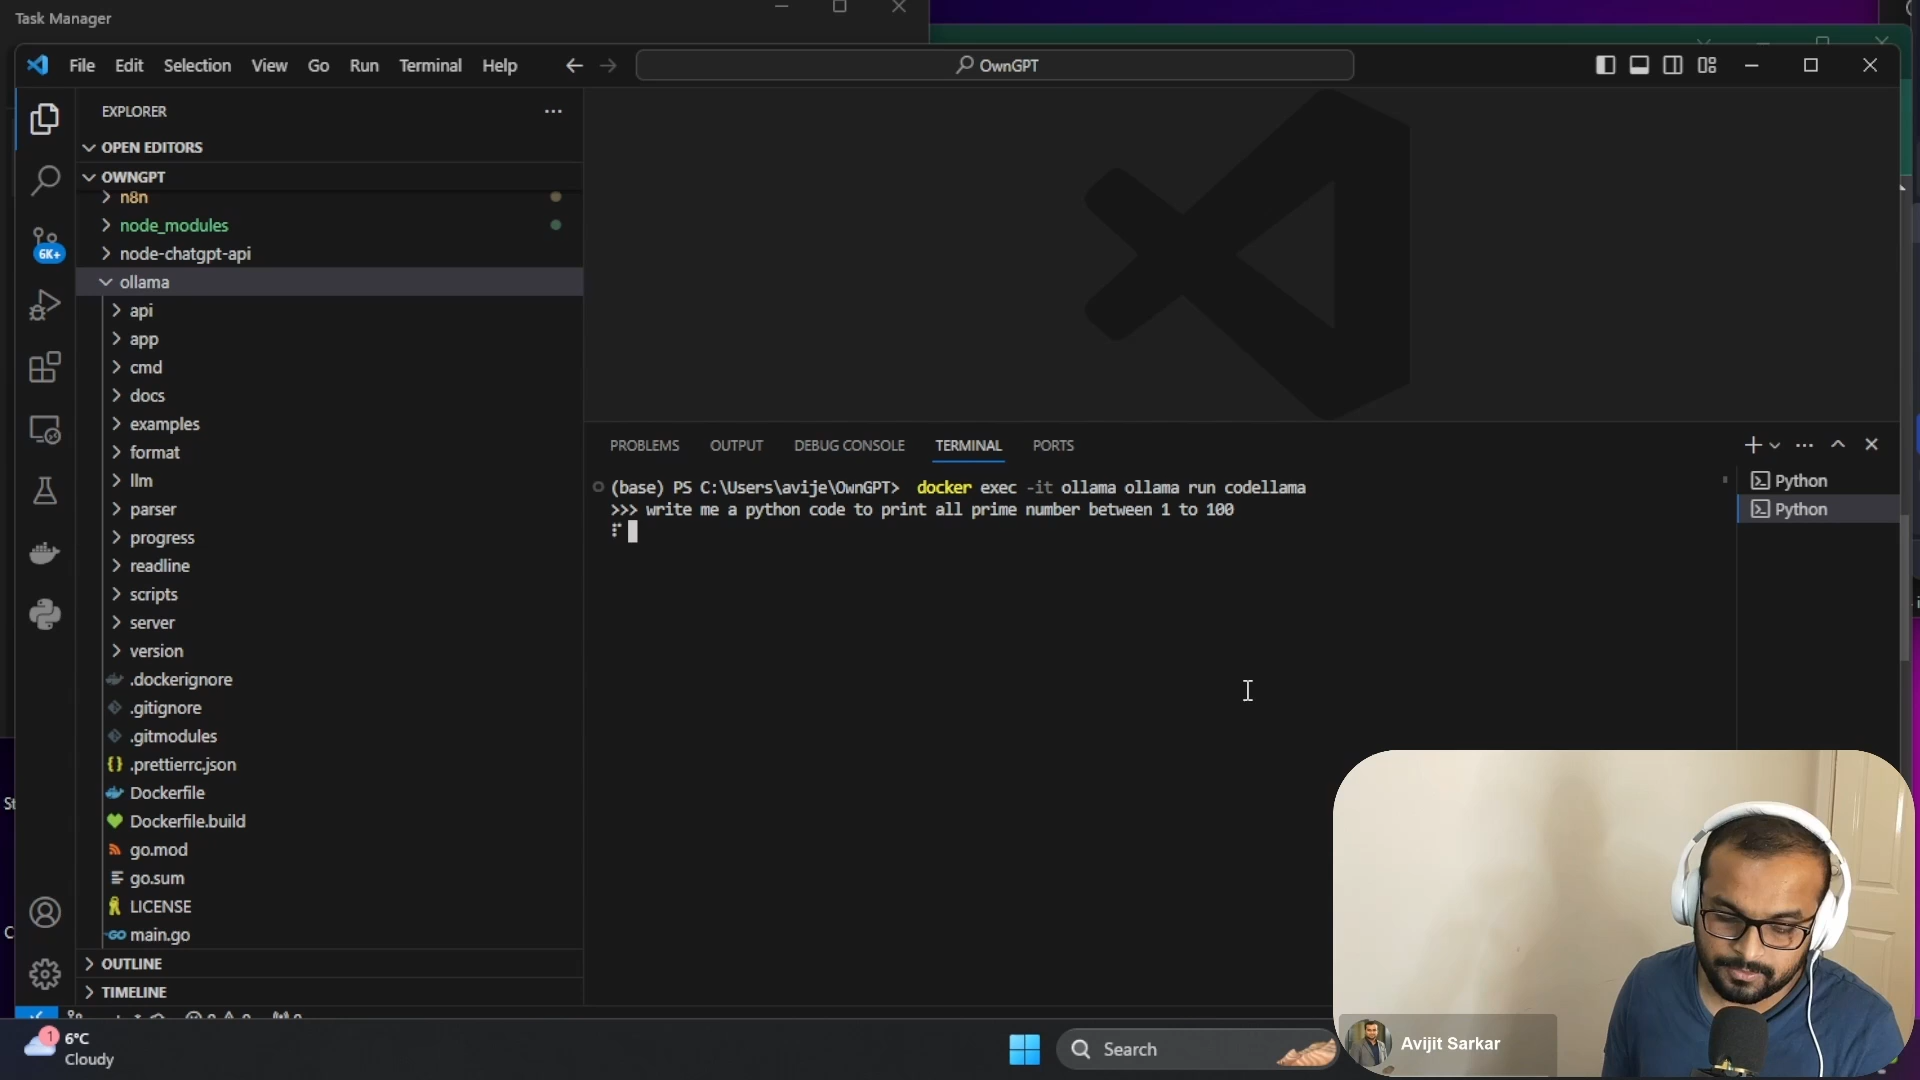 Task Manager
File Edit Selection View Go Run Terminal Help
OwnGPT
EXPLORER
OPEN EDITORS
OWNGPT
n8n
node_modules
6K+
node-chatgpt-api
ollama
api
app
cmd
docs
examples
format
llm
parser
progress
readline
scripts
server
version
.dockerignore
.gitignore
.gitmodules
{} .prettierrc.json
Dockerfile
Dockerfile.build
go.mod
go.sum
LICENSE
GO main.go
OUTLINE
TIMELINE
PROBLEMS OUTPUT DEBUG CONSOLE TERMINAL PORTS
(base) PS C:\Users\avije\OwnGPT> docker exec -it ollama ollama run codellama
>>> write me a python code to print all prime number between 1 to 100
Python
Python
1
6°C
Cloudy
Search
Avijit Sarkar